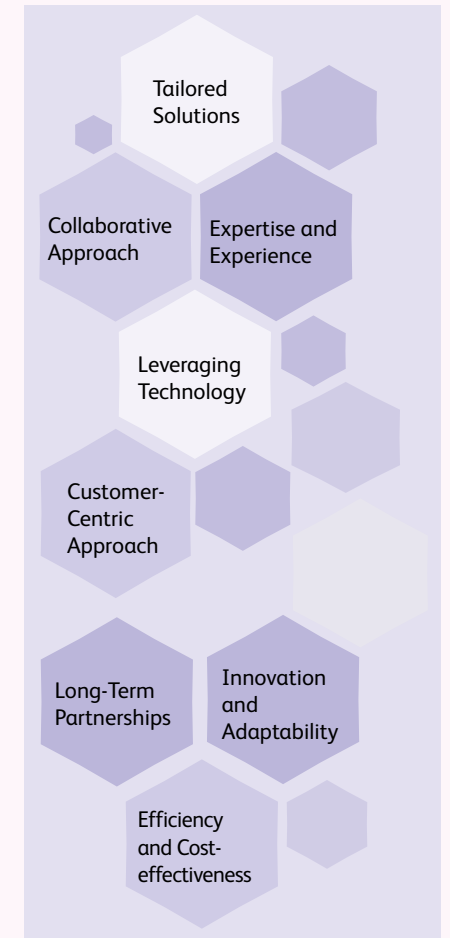 Tailored
Solutions
Collaborative
Approach
Expertise and
Experience
Leveraging
Technology
Customer-
Centric
Approach
Long-Term
Partnerships
Innovation
and
Adaptability
Efficiency
and Cost-
effectiveness